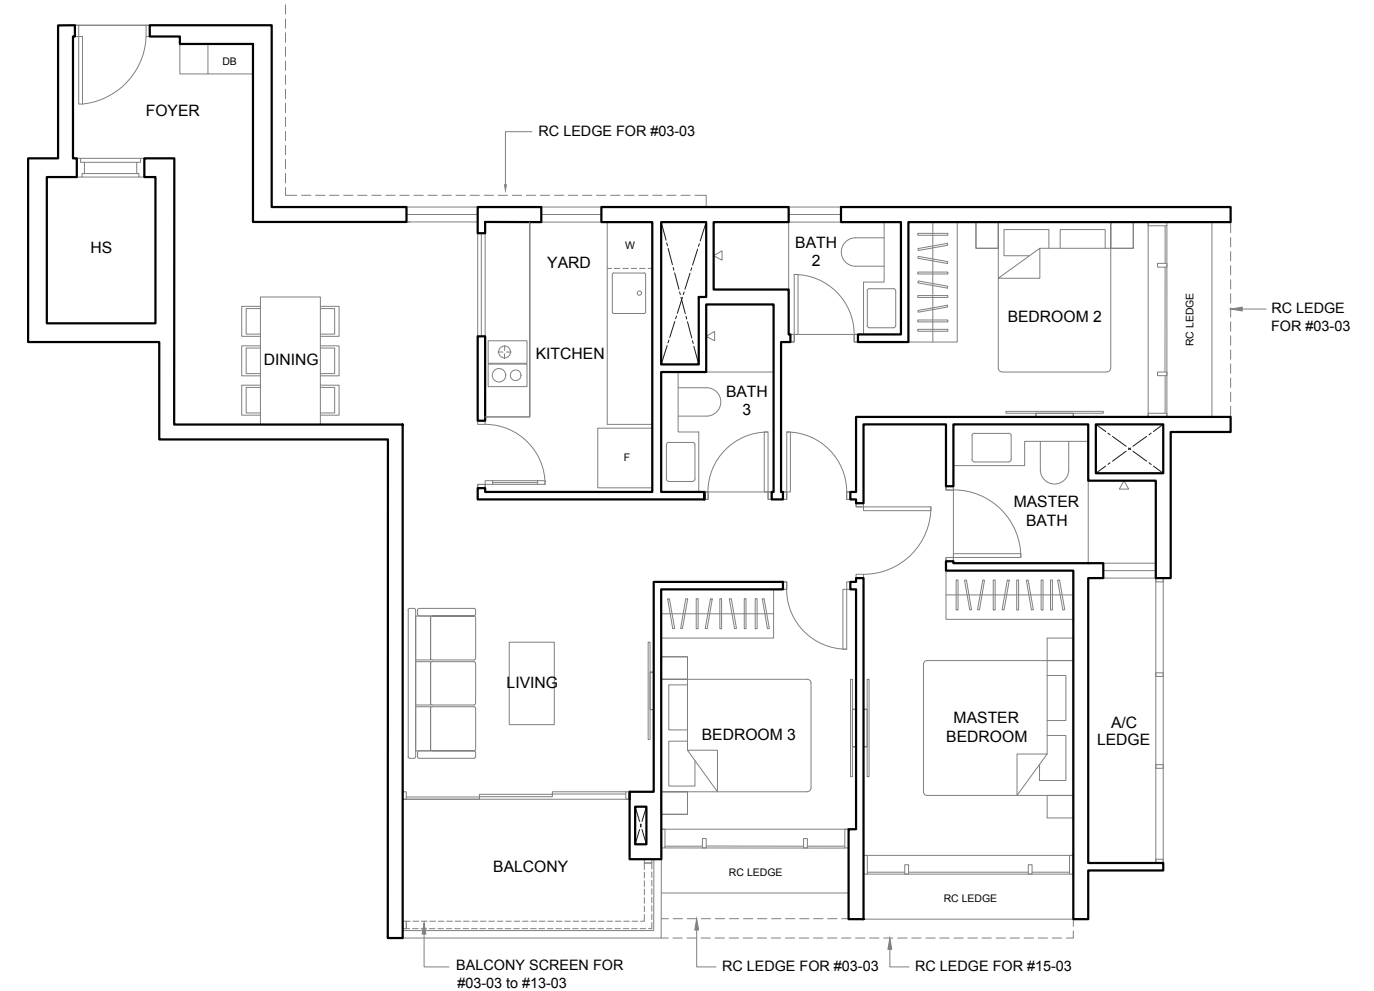 DB
FOYER
RC LEDGE FOR #03-03
HS
YARD
W
BATH
2
BEDROOM 2
RC LEDGE
RC LEDGE
FOR #03-03
DINING
KITCHEN
BATH
3
F
MASTER
BATH
LIVING
BEDROOM 3
MASTER
BEDROOM
A/C
LEDGE
BALCONY
RC LEDGE
RC LEDGE
BALCONY SCREEN FOR
#03-03 to #13-03
RC LEDGE FOR #03-03
RC LEDGE FOR #15-03